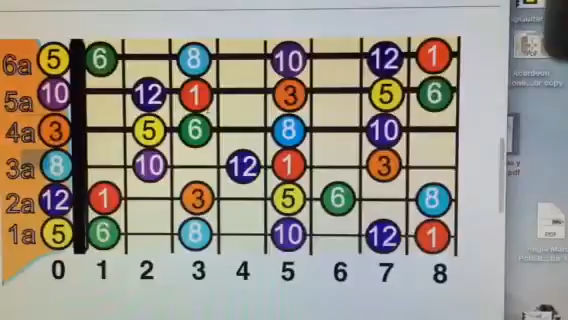 6a 5 6 8 10 12 1
5a 10 12 1 3 5 6
4a 3 5 6 8 10
3a 8 10 12 1 3
2a 12 1 3 5 6 8
1a 5 6 8 10 12 1
0 1 2 3 4 5 6 7 8
PDF